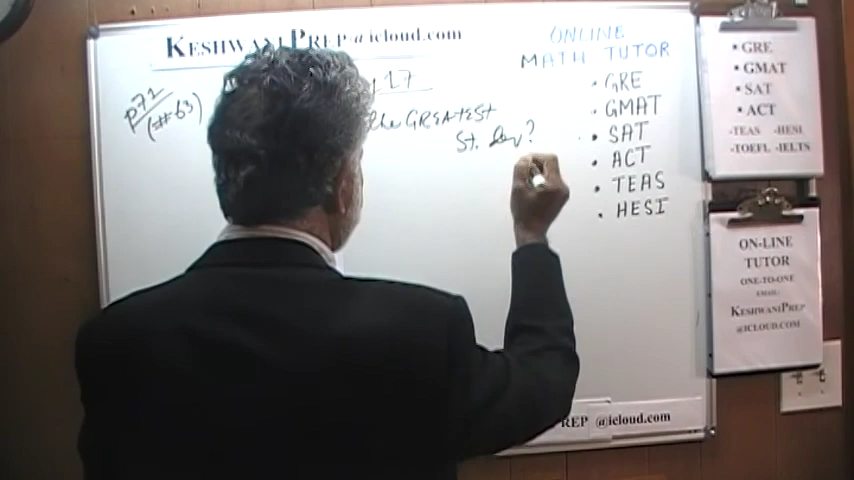 KESHWANI PREP @icloud.com
p71
(#63)
17
the GREATEST
St. dev?
ONLINE
MATH TUTOR
• GRE
• GMAT
• SAT
• ACT
• TEAS
• HESI
• GRE
• GMAT
• SAT
• ACT
-TEAS -HESI
-TOEFL -IELTS
ON-LINE
TUTOR
ONE-TO-ONE
EMAIL
KESHWANIPREP
@ICLOUD.COM
PREP @icloud.com